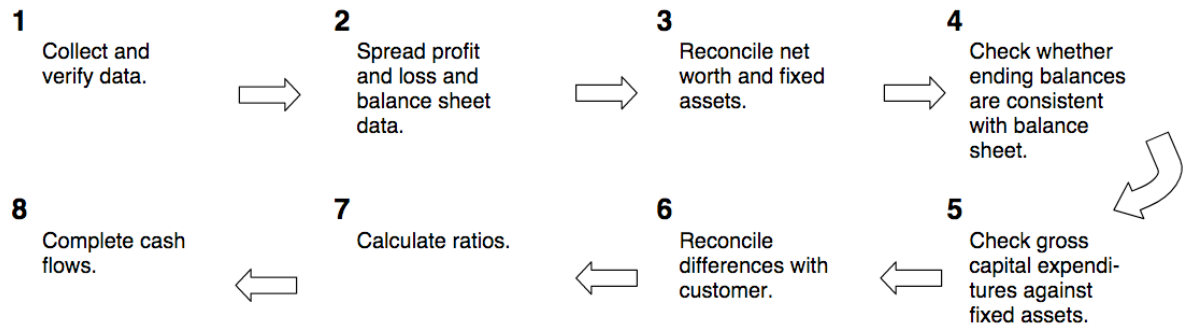 1
Collect and
verify data.
2
Spread profit
and loss and
balance sheet
data.
3
Reconcile net
worth and fixed
assets.
4
Check whether
ending balances
are consistent
with balance
sheet.
5
Check gross
capital expendi-
tures against
fixed assets.
6
Reconcile
differences with
customer.
7
Calculate ratios.
8
Complete cash
flows.